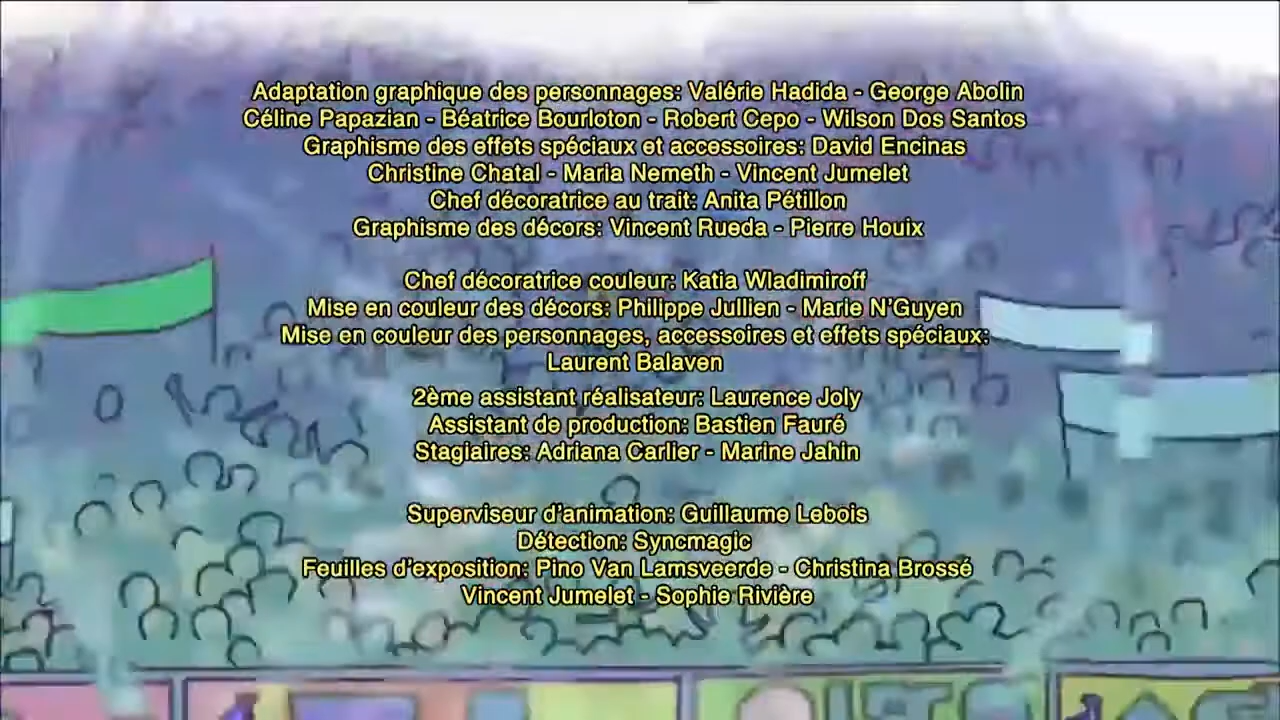 Adaptation graphique des personnages: Valérie Hadida - George Abolin
Céline Papazian - Béatrice Bourloton - Robert Cepo - Wilson Dos Santos
Graphisme des effets spéciaux et accessoires: David Encinas
Christine Chatal - Maria Nemeth - Vincent Jumelet
Chef décoratrice au trait: Anita Pétillon
Graphisme des décors: Vincent Rueda - Pierre Houix
Chef décoratrice couleur: Katia Wladimiroff
Mise en couleur des décors: Philippe Jullien - Marie N'Guyen
Mise en couleur des personnages, accessoires et effets spéciaux:
Laurent Balaven
2ème assistant réalisateur: Laurence Joly
Assistant de production: Bastien Fauré
Stagiaires: Adriana Carlier - Marine Jahin
Superviseur d'animation: Guillaume Lebois
Détection: Syncmagic
Feuilles d'exposition: Pino Van Lamsveerde - Christina Brossé
Vincent Jumelet - Sophie Rivière